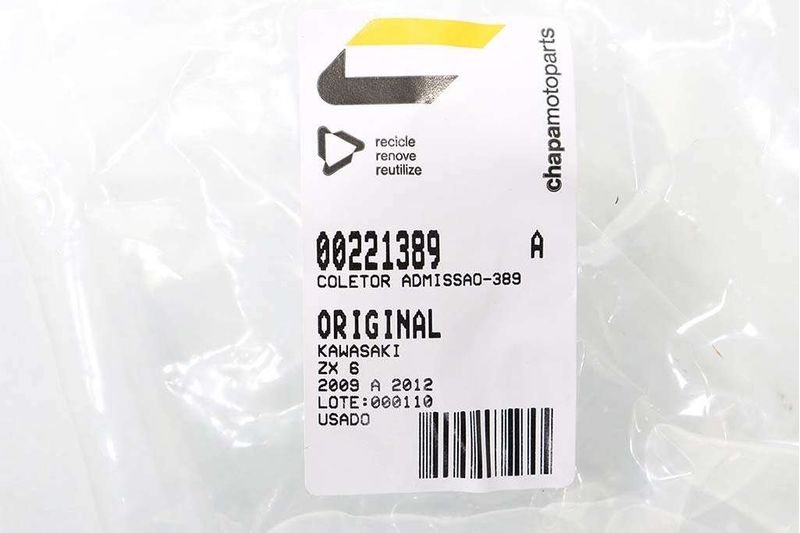 chapamotoparts
recicle
renove
reutilize
00221389 A
COLETOR ADMISSAO-389
ORIGINAL
KAWASAKI
ZX 6
2009 A 2012
LOTE:000110
USADO